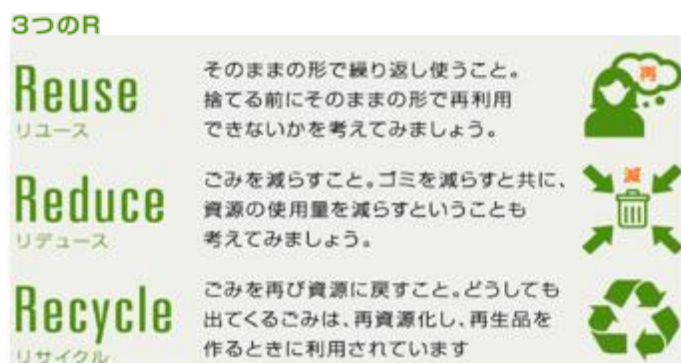 3つのR
Reuse
リユース
そのままの形で繰り返し使うこと。
捨てる前にそのままの形で再利用
できないかを考えてみましょう。
再
Reduce
リデュース
ごみを減らすこと。ゴミを減らすと共に、
資源の使用量を減らすということも
考えてみましょう。
減
Recycle
リサイクル
ごみを再び資源に戻すこと。どうしても
出てくるごみは、再資源化し、再生品を
作るときに利用されています